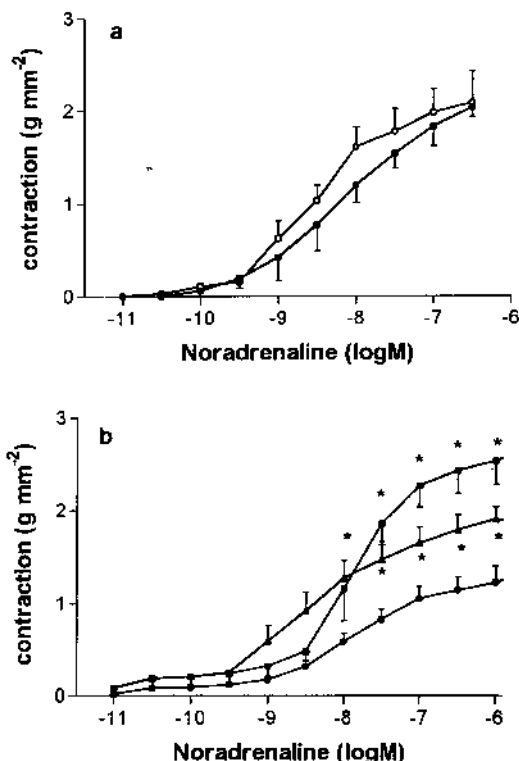 a
3
2
1
0
contraction (g mm-2)
-11 -10 -9 -8 -7 -6
Noradrenaline (logM)
b
3
2
1
0
contraction (g mm-2)
* * * * *
* * * *
-11 -10 -9 -8 -7 -6
Noradrenaline (logM)